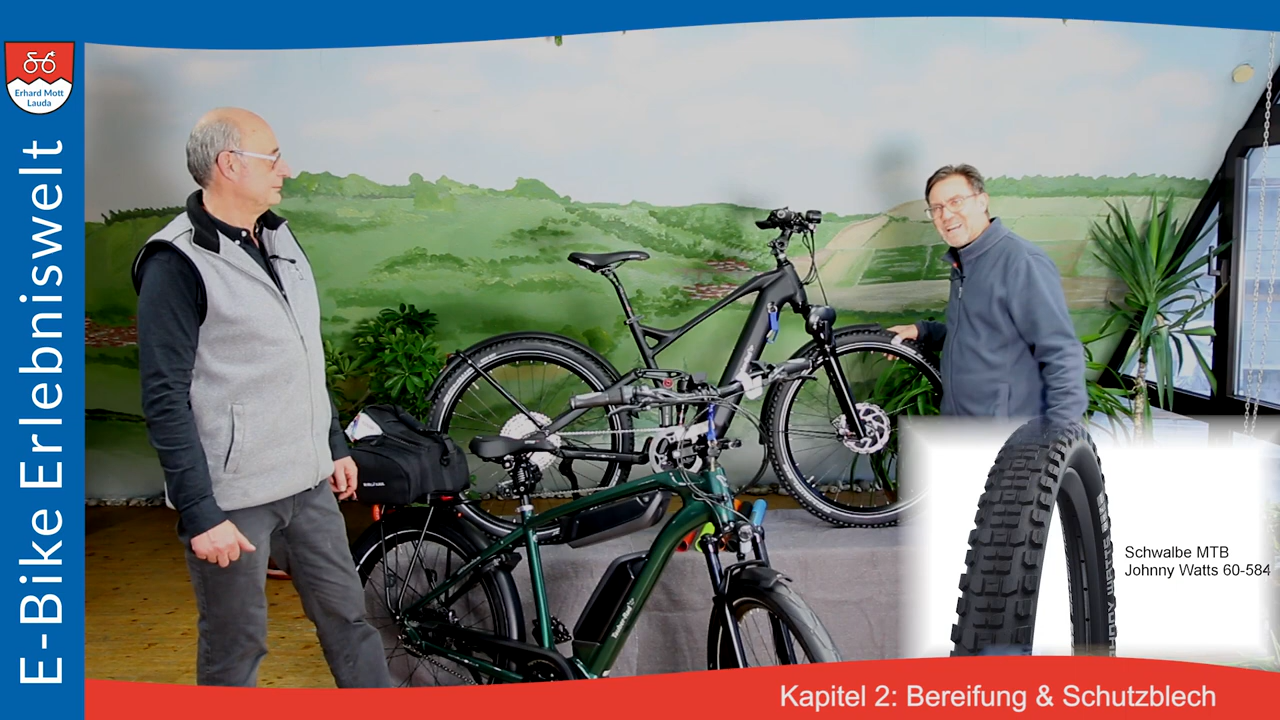 Erhard Mott
Lauda
E-Bike Erlebniswelt
Schwalbe MTB
Johnny Watts 60-584
Kapitel 2: Bereifung & Schutzblech